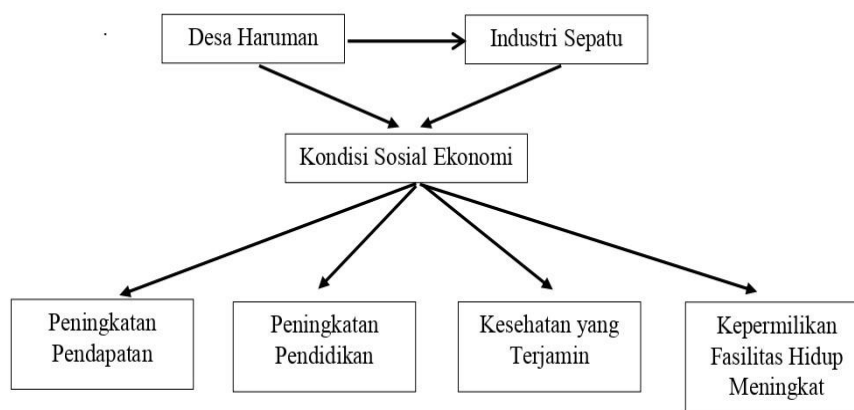 Desa Haruman
Industri Sepatu
Kondisi Sosial Ekonomi
Peningkatan
Pendapatan
Peningkatan
Pendidikan
Kesehatan yang
Terjamin
Kepermilikan
Fasilitas Hidup
Meningkat